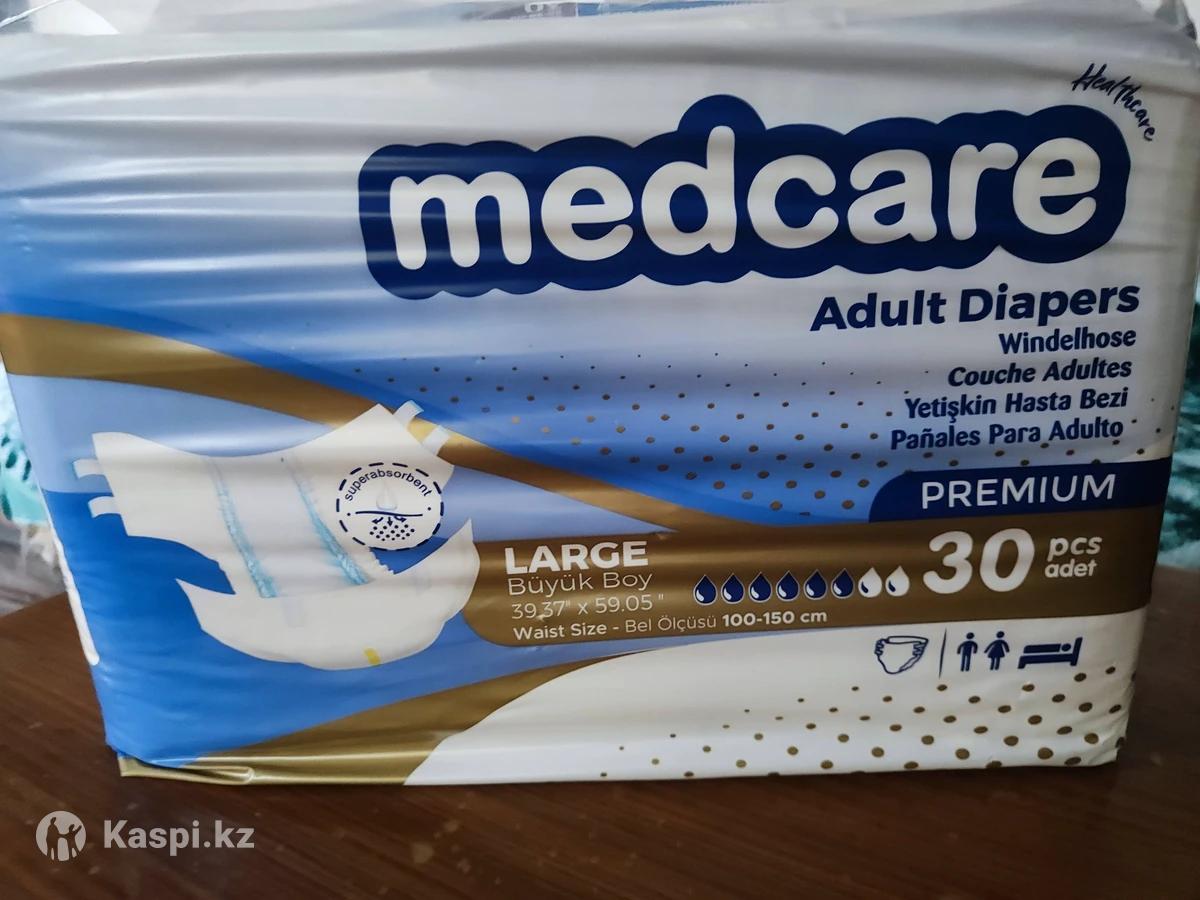 Healthcare
medcare
Adult Diapers
Windelhose
Couche Adultes
Yetişkin Hasta Bezi
Pañales Para Adulto
PREMIUM
superabsorbent
LARGE
Büyük Boy
39.37" x 59.05"
Waist Size - Bel Ölçüsü 100-150 cm
30 pcs
adet
Kaspi.kz